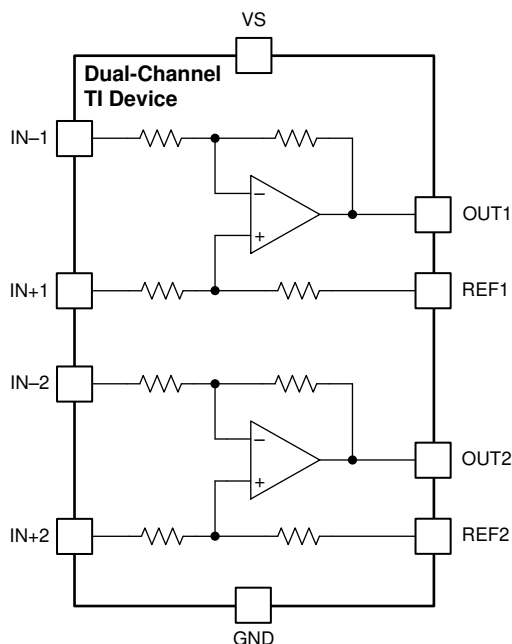 VS
Dual-Channel
TI Device
IN–1
−
OUT1
+
IN+1
REF1
IN–2
−
OUT2
+
IN+2
REF2
GND